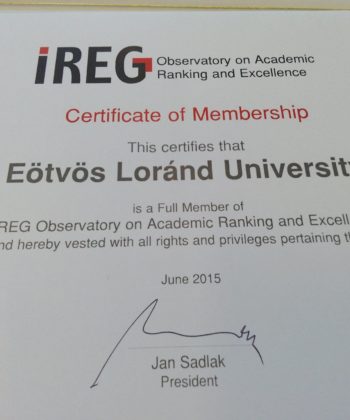 iREG Observatory on Academic
Ranking and Excellence
Certificate of Membership
This certifies that
Eötvös Loránd Universit
is a Full Member of
REG Observatory on Academic Ranking and Excelle
nd hereby vested with all rights and privileges pertaining th
June 2015
Jan Sadlak
President